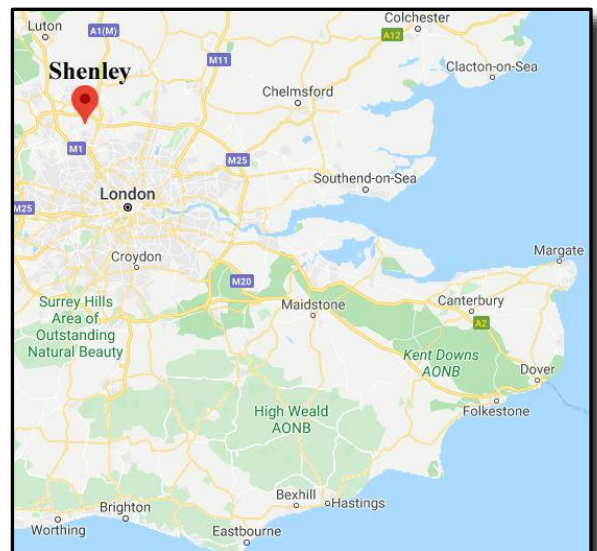 Colchester
Luton
A1(M)
A12
M11
Clacton-on-Sea
Shenley
Chelmsford
M1
M25
Southend-on-Sea
London
M25
Croydon
Margate
M20
Surrey Hills
Area of
Outstanding
Natural Beauty
Maidstone
Canterbury
A2
Kent Downs
AONB
Dover
Folkestone
High Weald
AONB
Bexhill
Hastings
Brighton
Worthing
Eastbourne